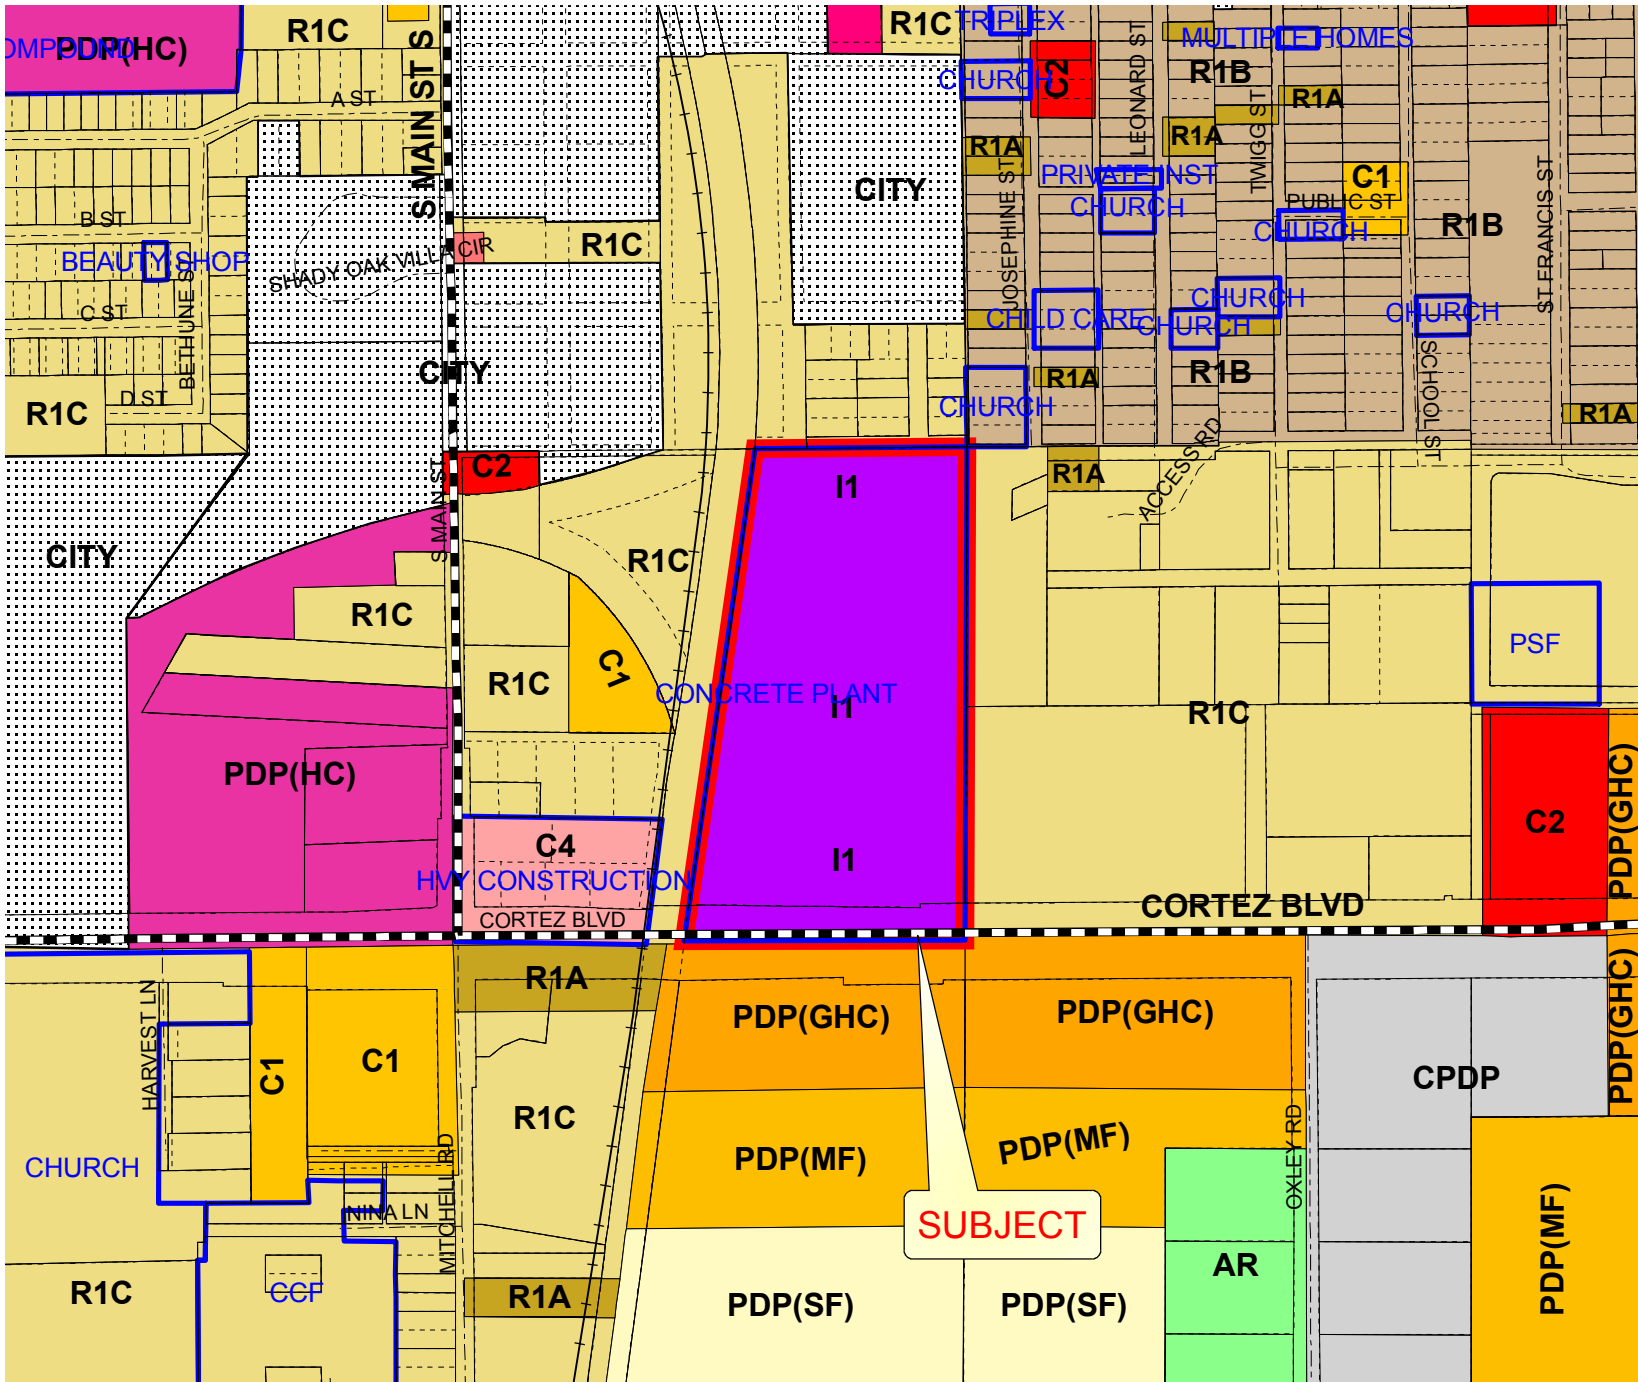 R1C
R1C
TRIPLEX
OMPOUND
PDP(HC)
S MAIN ST S
LEONARD ST
MULTIPLE HOMES
CHURCH
C2
R1B
A ST
R1A
TWIGG ST
R1A
R1A
PRIVATE INST
C1
CITY
JOSEPHINE ST
PUBLIC ST
CHURCH
B ST
R1B
CHURCH
ST FRANCIS ST
R1C
BEAUTY SHOP
SHADY OAK VILLA CIR
BETHUNE S
CHURCH
C ST
CHILD CARE
CHURCH
CHURCH
CITY
R1A
R1B
SCHOOL ST
D ST
R1C
CHURCH
R1A
C2
R1A
ACCESS RD
I1
S MAIN ST
CITY
R1C
R1C
PSF
R1C
C1
CONCRETE PLANT
I1
R1C
PDP(HC)
PDP(GHC)
C2
C4
I1
HVY CONSTRUCTION
CORTEZ BLVD
CORTEZ BLVD
R1A
HARVEST LN
PDP(GHC)
PDP(GHC)
PDP(GHC)
C1
C1
CPDP
R1C
PDP(MF)
PDP(MF)
OXLEY RD
CHURCH
MITCHELL RD
NINA LN
SUBJECT
PDP(MF)
AR
R1C
CCF
R1A
PDP(SF)
PDP(SF)